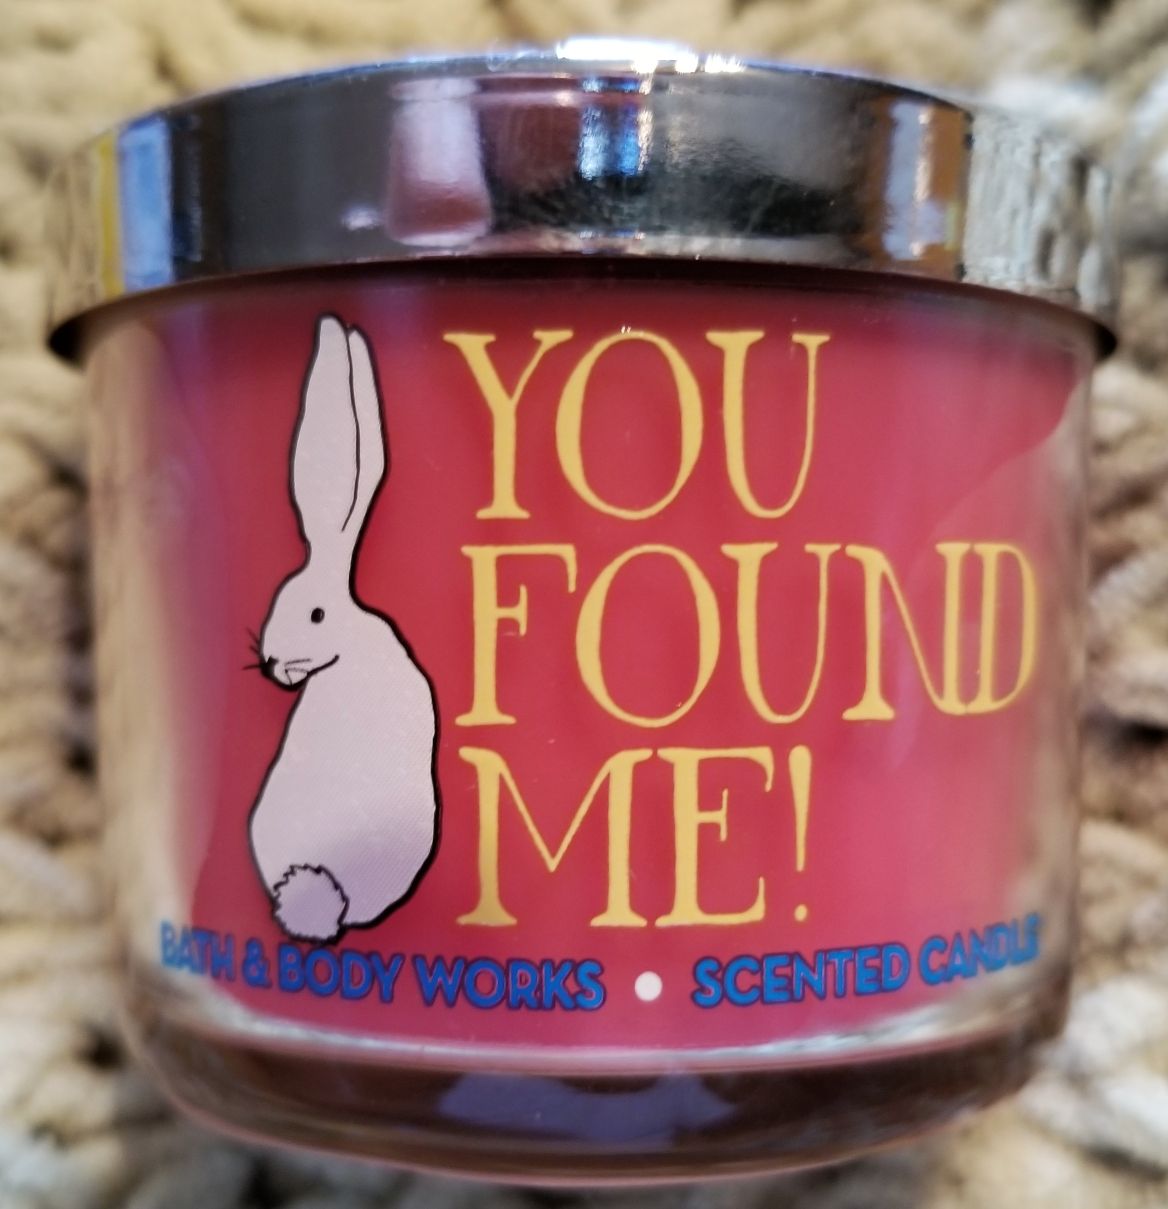 YOU
FOUND
ME!
BATH & BODY WORKS • SCENTED CANDLE